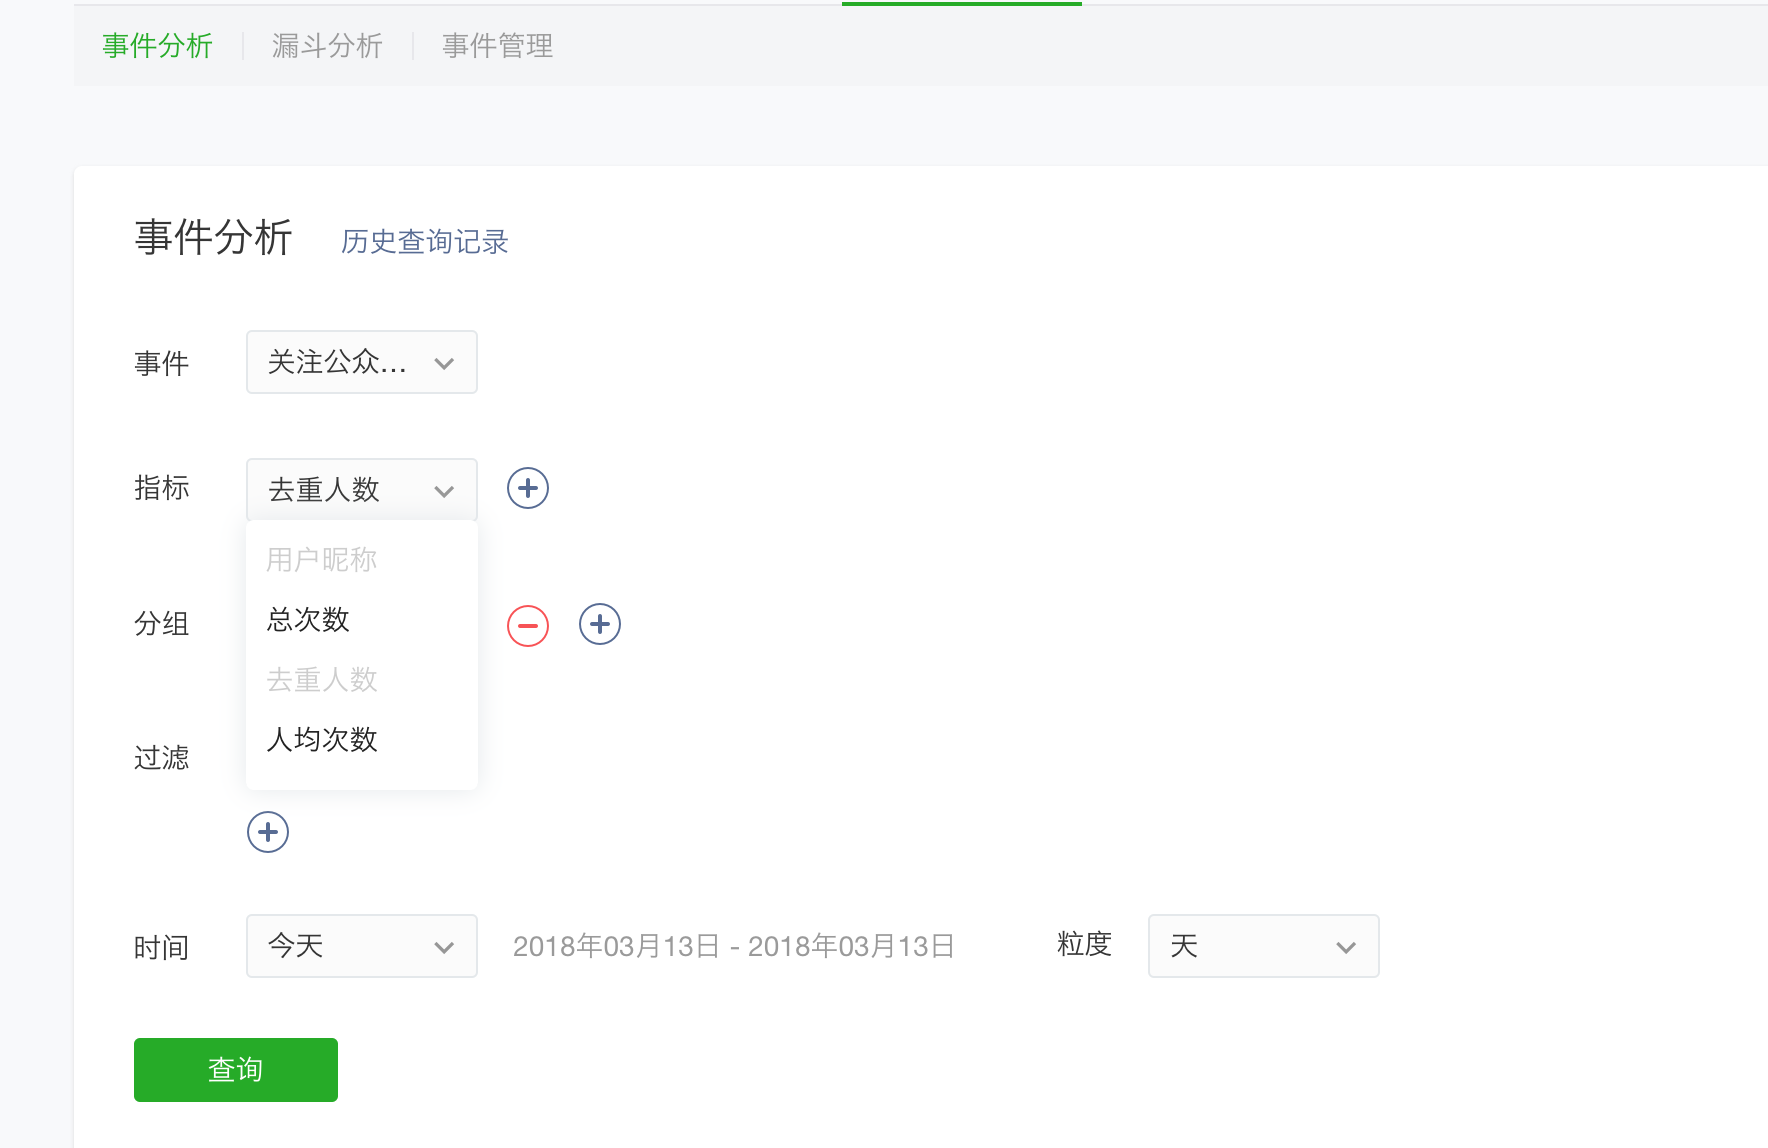 事件分析 漏斗分析 事件管理
事件分析 历史查询记录
事件 关注公众...
指标 去重人数
用户昵称
分组 总次数
去重人数
过滤 人均次数
时间 今天 2018年03月13日 - 2018年03月13日 粒度 天
查询